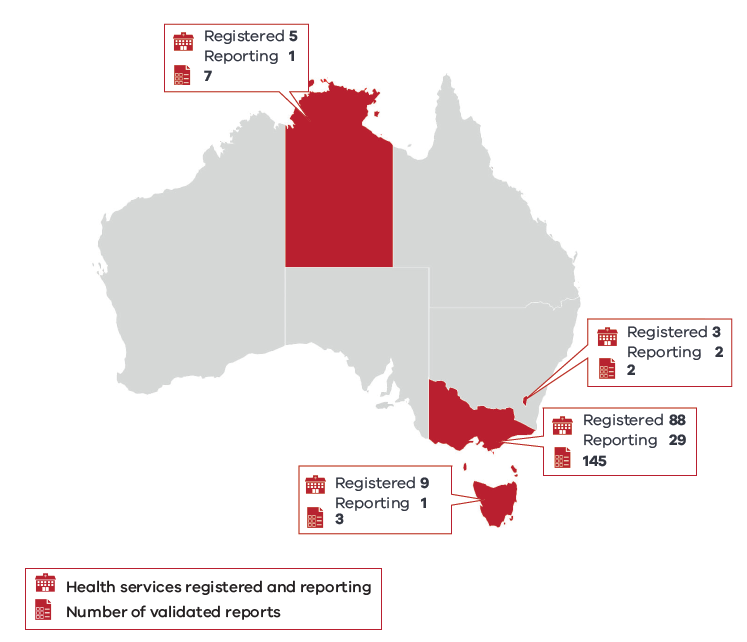 Registered 5
Reporting 1
7
Registered 3
Reporting 2
2
Registered 88
Reporting 29
145
Registered 9
Reporting 1
3
Health services registered and reporting
Number of validated reports